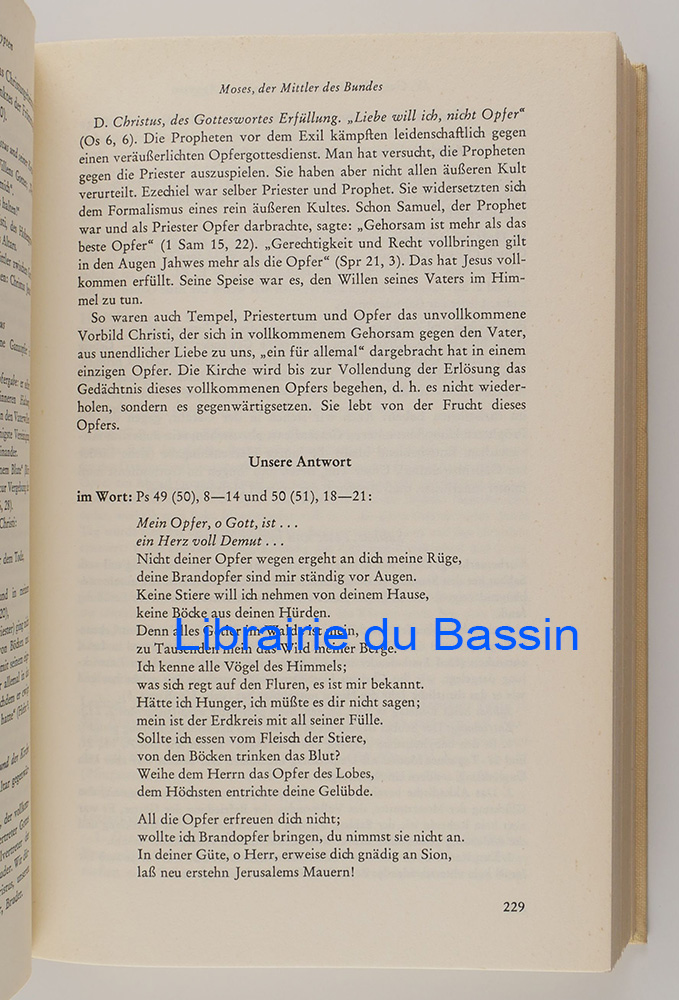 Moses, der Mittler des Bundes
D. Christus, des Gotteswortes Erfüllung. „Liebe will ich, nicht Opfer“
(Os 6, 6). Die Propheten vor dem Exil kämpften leidenschaftlich gegen
einen veräußerlichten Opfergottesdienst. Man hat versucht, die Propheten
gegen die Priester auszuspielen. Sie haben aber nicht allen äußeren Kult
verurteilt. Ezechiel war selber Priester und Prophet. Sie widersetzten sich
dem Formalismus eines rein äußeren Kultes. Schon Samuel, der Prophet
war und als Priester Opfer darbrachte, sagte: „Gehorsam ist mehr als das
beste Opfer“ (1 Sam 15, 22). „Gerechtigkeit und Recht vollbringen gilt
in den Augen Jahwes mehr als die Opfer“ (Spr 21, 3). Das hat Jesus voll-
kommen erfüllt. Seine Speise war es, den Willen seines Vaters im Him-
mel zu tun.
So waren auch Tempel, Priestertum und Opfer das unvollkommene
Vorbild Christi, der sich in vollkommenem Gehorsam gegen den Vater,
aus unendlicher Liebe zu uns, „ein für allemal“ dargebracht hat in einem
einzigen Opfer. Die Kirche wird bis zur Vollendung der Erlösung das
Gedächtnis dieses vollkommenen Opfers begehen, d. h. es nicht wieder-
holen, sondern es gegenwärtigsetzen. Sie lebt von der Frucht dieses
Opfers.
Unsere Antwort
im Wort: Ps 49 (50), 8—14 und 50 (51), 18—21:
Mein Opfer, o Gott, ist . . .
ein Herz voll Demut . . .
Nicht deiner Opfer wegen ergeht an dich meine Rüge,
deine Brandopfer sind mir ständig vor Augen.
Keine Stiere will ich nehmen von deinem Hause,
keine Böcke aus deinen Hürden.
Denn alles Getier im Wald ist mein,
zu Tausenden mein das Wild meiner Berge.
Librairie du Bassin
Ich kenne alle Vögel des Himmels;
was sich regt auf den Fluren, es ist mir bekannt.
Hätte ich Hunger, ich müßte es dir nicht sagen;
mein ist der Erdkreis mit all seiner Fülle.
Sollte ich essen vom Fleisch der Stiere,
von den Böcken trinken das Blut?
Weihe dem Herrn das Opfer des Lobes,
dem Höchsten entrichte deine Gelübde.
All die Opfer erfreuen dich nicht;
wollte ich Brandopfer bringen, du nimmst sie nicht an.
In deiner Güte, o Herr, erweise dich gnädig an Sion,
laß neu erstehn Jerusalems Mauern!
229